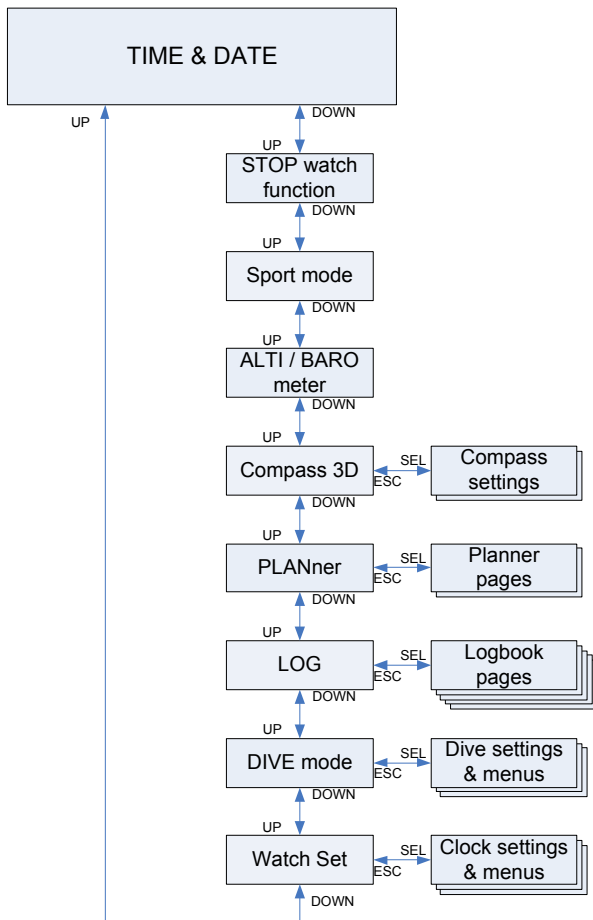 TIME & DATE
UP
DOWN
UP
STOP watch
function
DOWN
UP
Sport mode
DOWN
UP
ALTI / BARO
meter
DOWN
UP
Compass 3D
SEL
ESC
Compass
settings
DOWN
UP
PLANner
SEL
ESC
Planner
pages
DOWN
UP
LOG
SEL
ESC
Logbook
pages
DOWN
UP
DIVE mode
SEL
ESC
Dive settings
& menus
DOWN
UP
Watch Set
SEL
ESC
Clock settings
& menus
DOWN